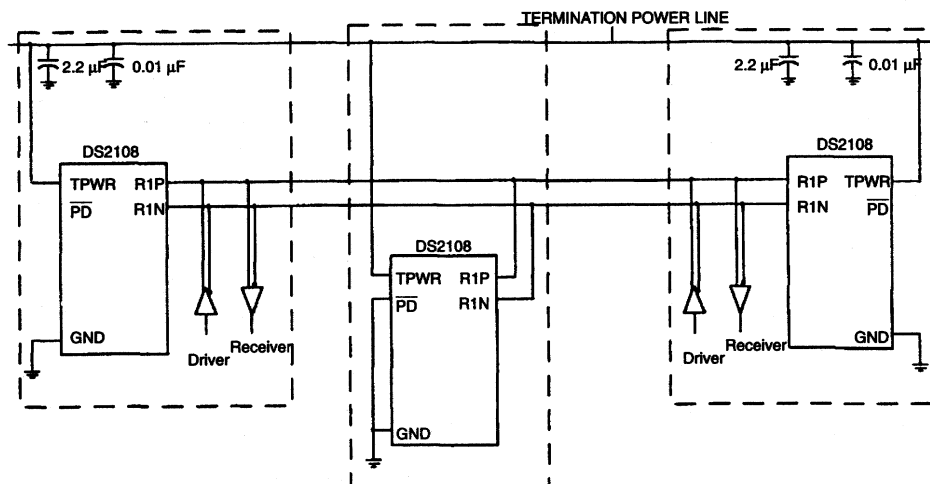 TERMINATION POWER LINE
2.2 µF
0.01 µF
2.2 µF
0.01 µF
DS2108
TPWR
R1P
PD
R1N
GND
Driver
Receiver
DS2108
TPWR
R1P
PD
R1N
GND
DS2108
R1P
TPWR
R1N
PD
GND
Driver
Receiver